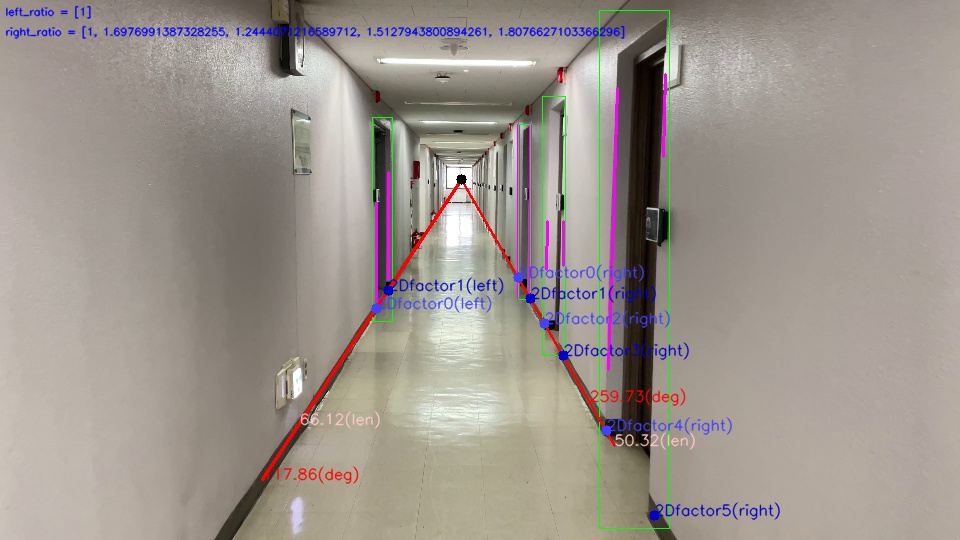 left_ratio = [1]
right_ratio = [1, 1.6976991387328255, 1.2444071216589712, 1.5127943800894261, 1.8076627103366296]
2Dfactor0(right)
2Dfactor1(left)
2Dfactor1(right)
2Dfactor0(left)
2Dfactor2(right)
2Dfactor3(right)
259.73(deg)
66.12(len)
2Dfactor4(right)
50.32(len)
17.86(deg)
2Dfactor5(right)